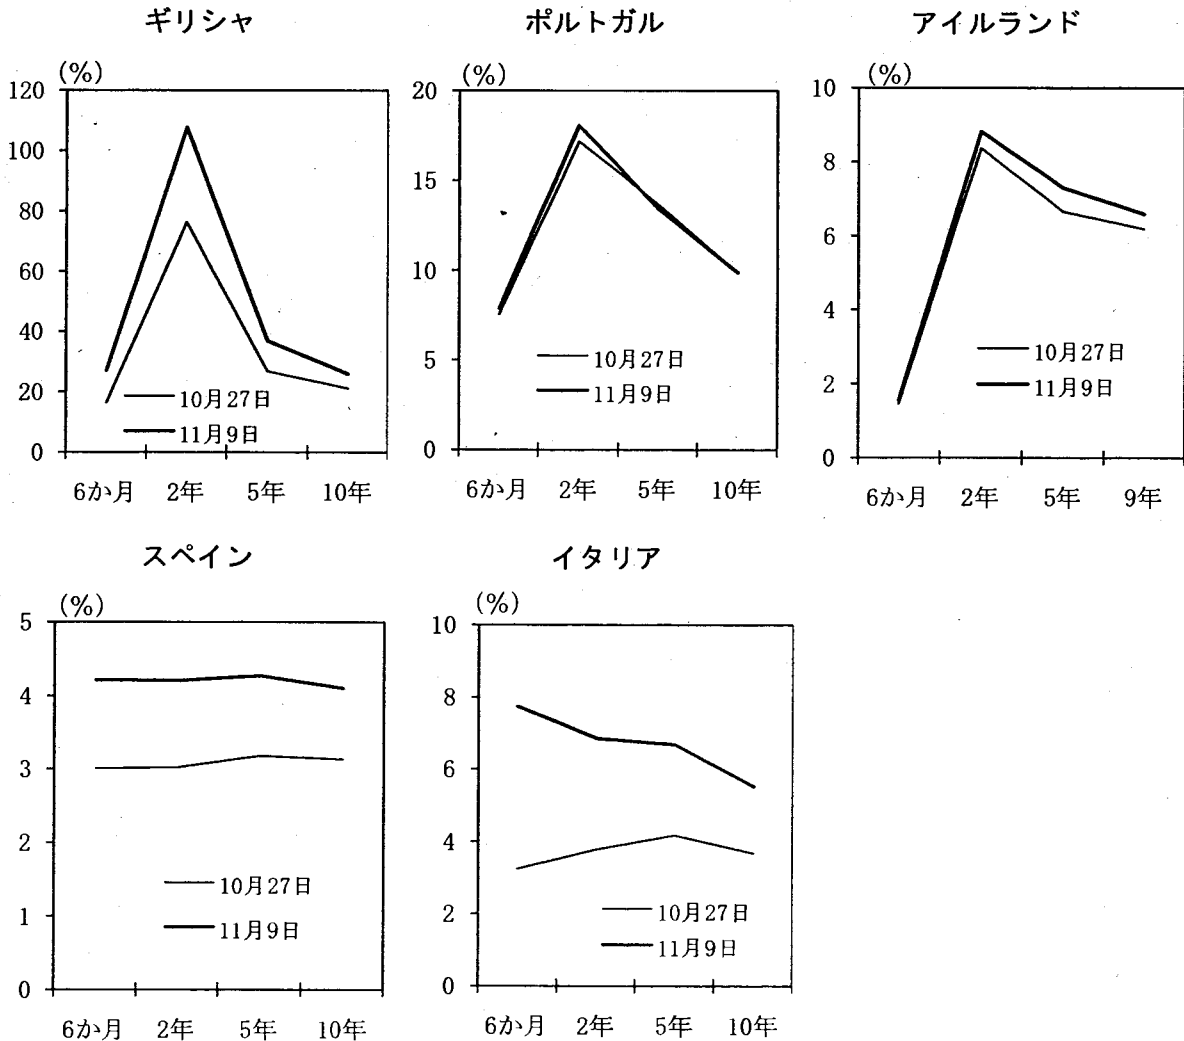 ギリシャ
(%)
120
100
80
60
40
20
0
10月27日
11月9日
6か月 2年 5年 10年
ポルトガル
(%)
20
15
10
5
0
10月27日
11月9日
6か月 2年 5年 10年
アイルランド
(%)
10
8
6
4
2
0
10月27日
11月9日
6か月 2年 5年 9年
スペイン
(%)
5
4
3
2
1
0
10月27日
11月9日
6か月 2年 5年 10年
イタリア
(%)
10
8
6
4
2
0
10月27日
11月9日
6か月 2年 5年 10年